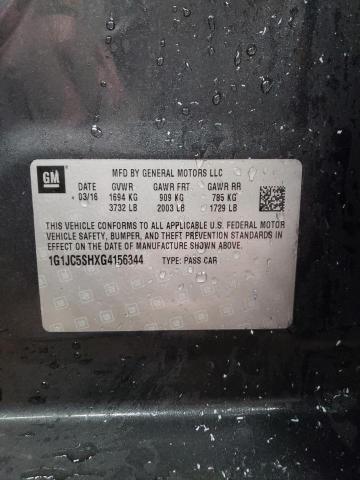 GM
MFD BY GENERAL MOTORS LLC
DATE GVWR GAWR FRT GAWR RR
03/16 1694 KG 909 KG 785 KG
3732 LB 2003 LB 1729 LB
THIS VEHICLE CONFORMS TO ALL APPLICABLE U.S. FEDERAL MOTOR
VEHICLE SAFETY, BUMPER, AND THEFT PREVENTION STANDARDS IN
EFFECT ON THE DATE OF MANUFACTURE SHOWN ABOVE.
1G1JC5SHXG4156344 TYPE: PASS CAR